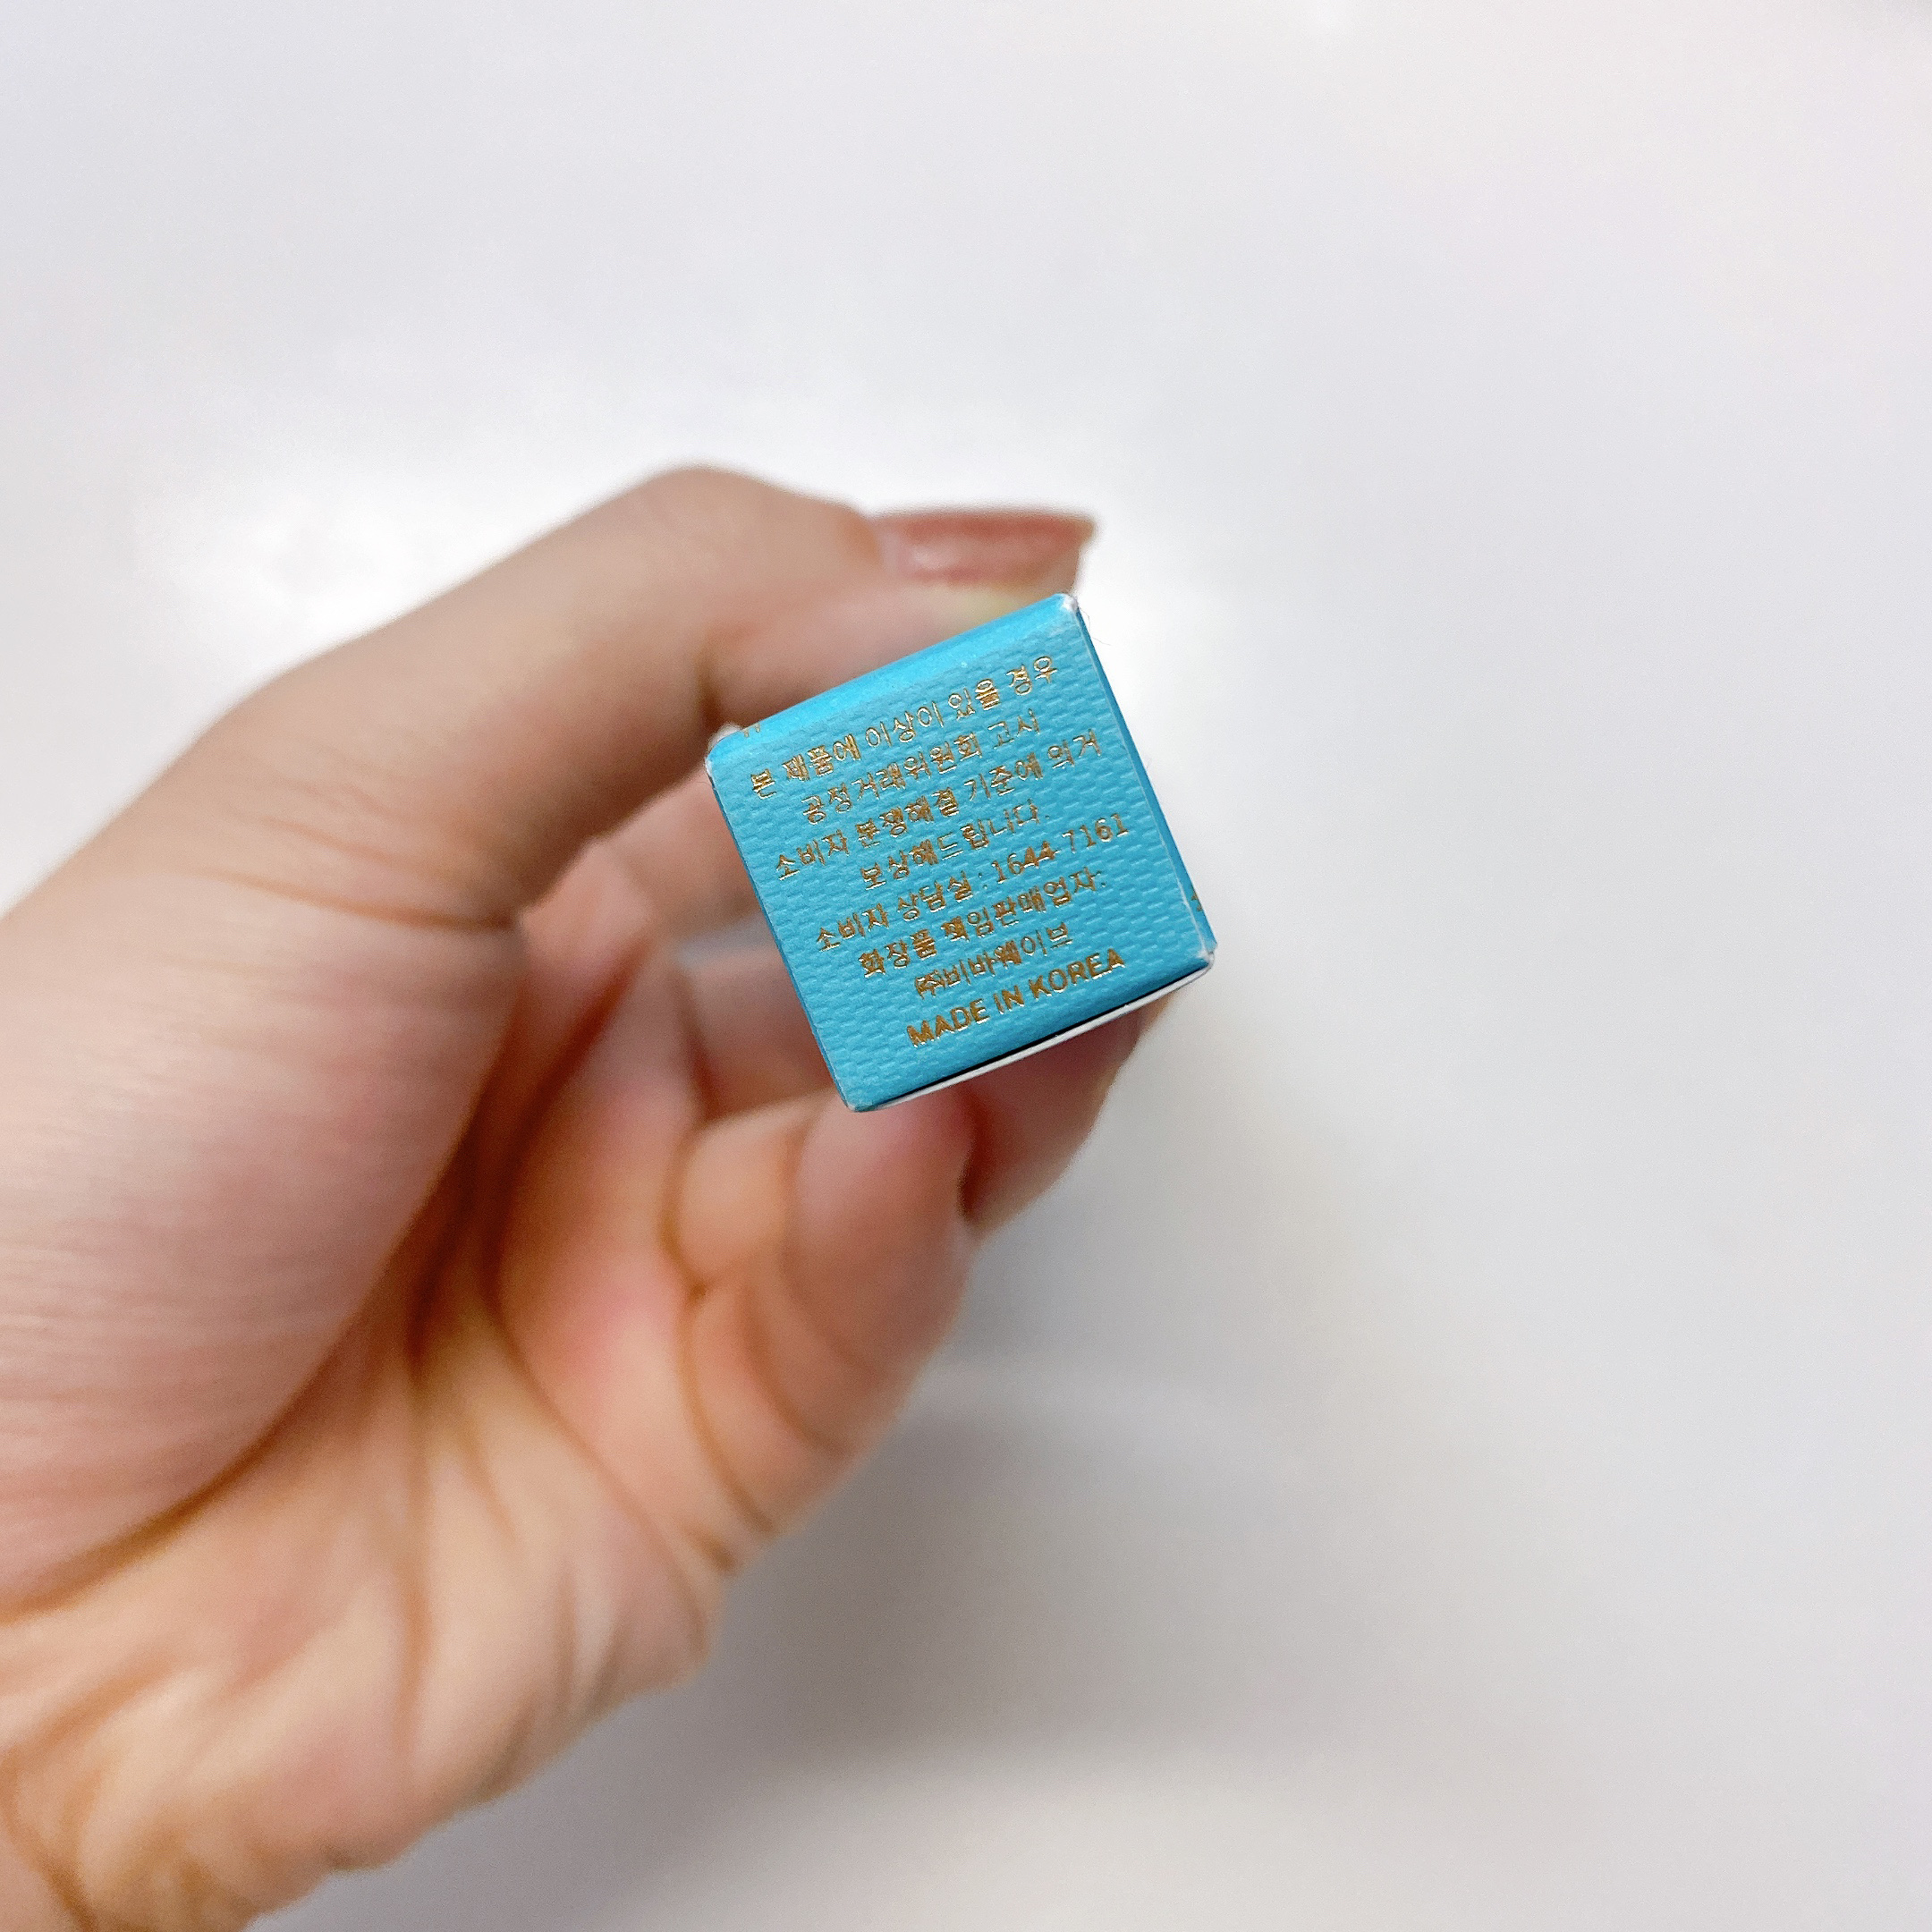 본 제품에 이상이 있을 경우
공정거래위원회 고시
소비자 분쟁해결 기준에 의거
보상해드립니다.
소비자 상담실 : 1644-7161
화장품 책임판매업자:
㈜비바웨이브
MADE IN KOREA